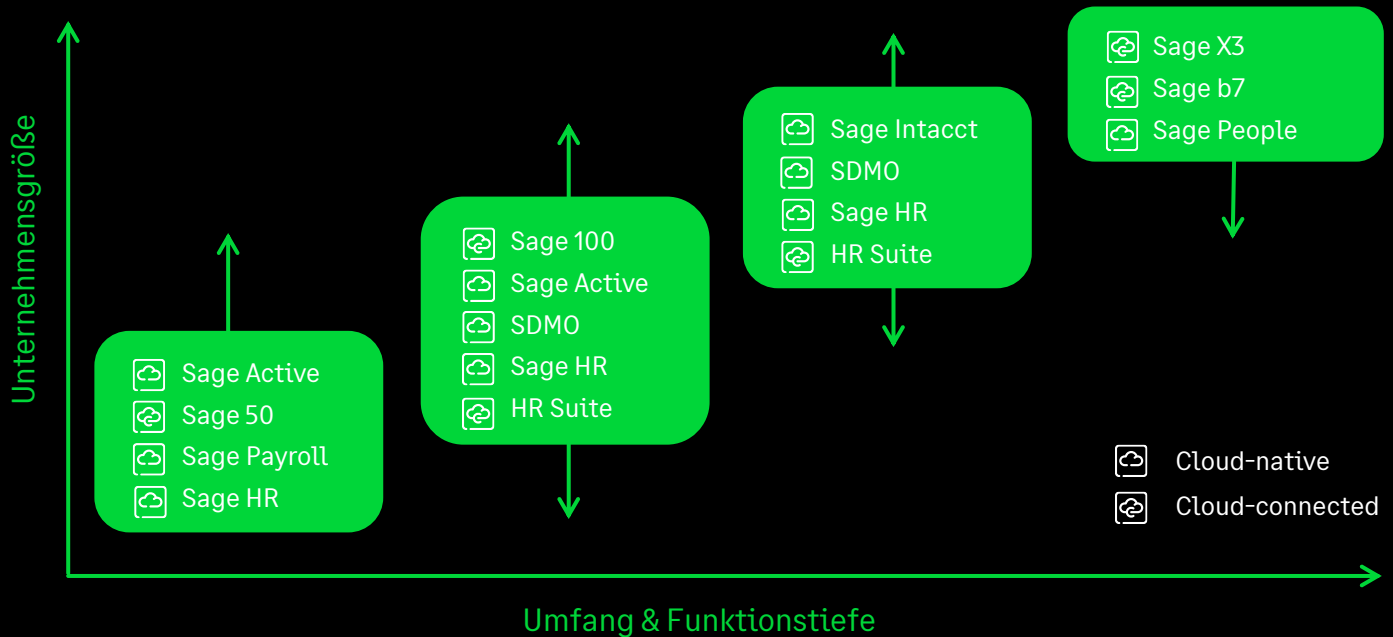 Unternehmensgröße
Sage Active
Sage 50
Sage Payroll
Sage HR
Sage 100
Sage Active
SDMO
Sage HR
HR Suite
Sage Intacct
SDMO
Sage HR
HR Suite
Sage X3
Sage b7
Sage People
Cloud-native
Cloud-connected
Umfang & Funktionstiefe